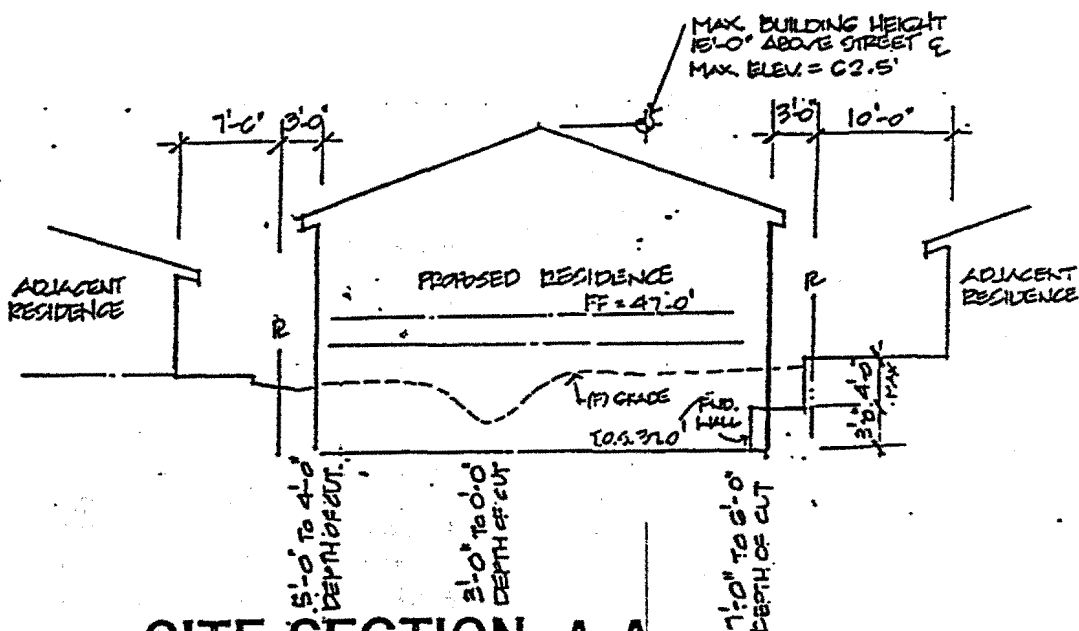 MAX. BUILDING HEIGHT
15'-0" ABOVE STREET ℄
MAX. ELEV. = 62.5'
7'-6"
3'-0"
3'-0"
10'-0"
ADJACENT
RESIDENCE
PROPOSED RESIDENCE
FF = 47.0'
ADJACENT
RESIDENCE
GRADE
FND.
WALL
T.O.S.
4'-0"
MAX
3'-0"
5'-0" TO 4'-0"
DEPTH OF CUT
3'-0" TO 0'-0"
DEPTH OF CUT
7'-0" TO 6'-0"
DEPTH OF CUT
SITE SECTION A-A